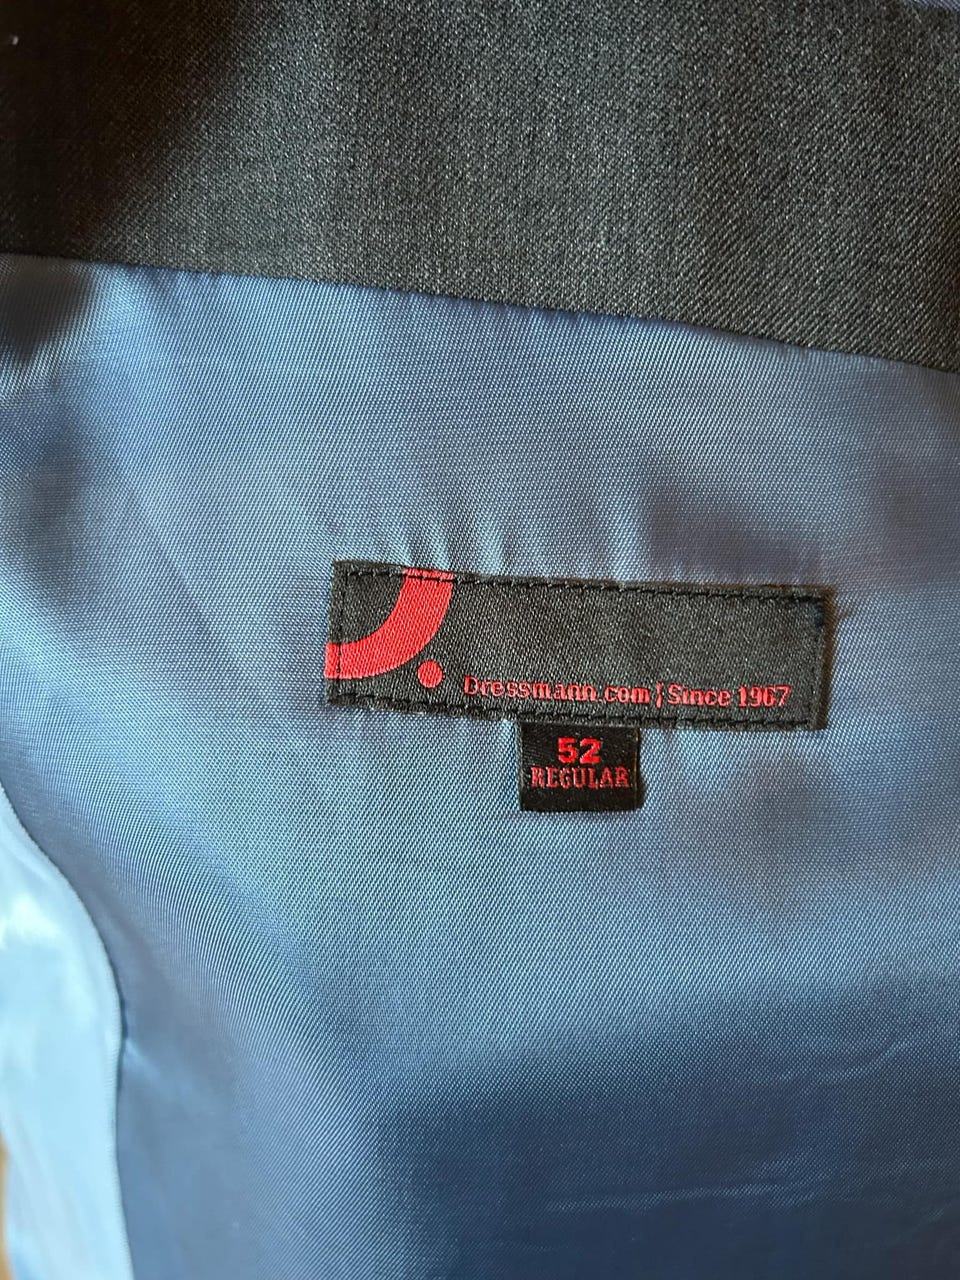 Dressmann.com | Since 1967
52
REGULAR